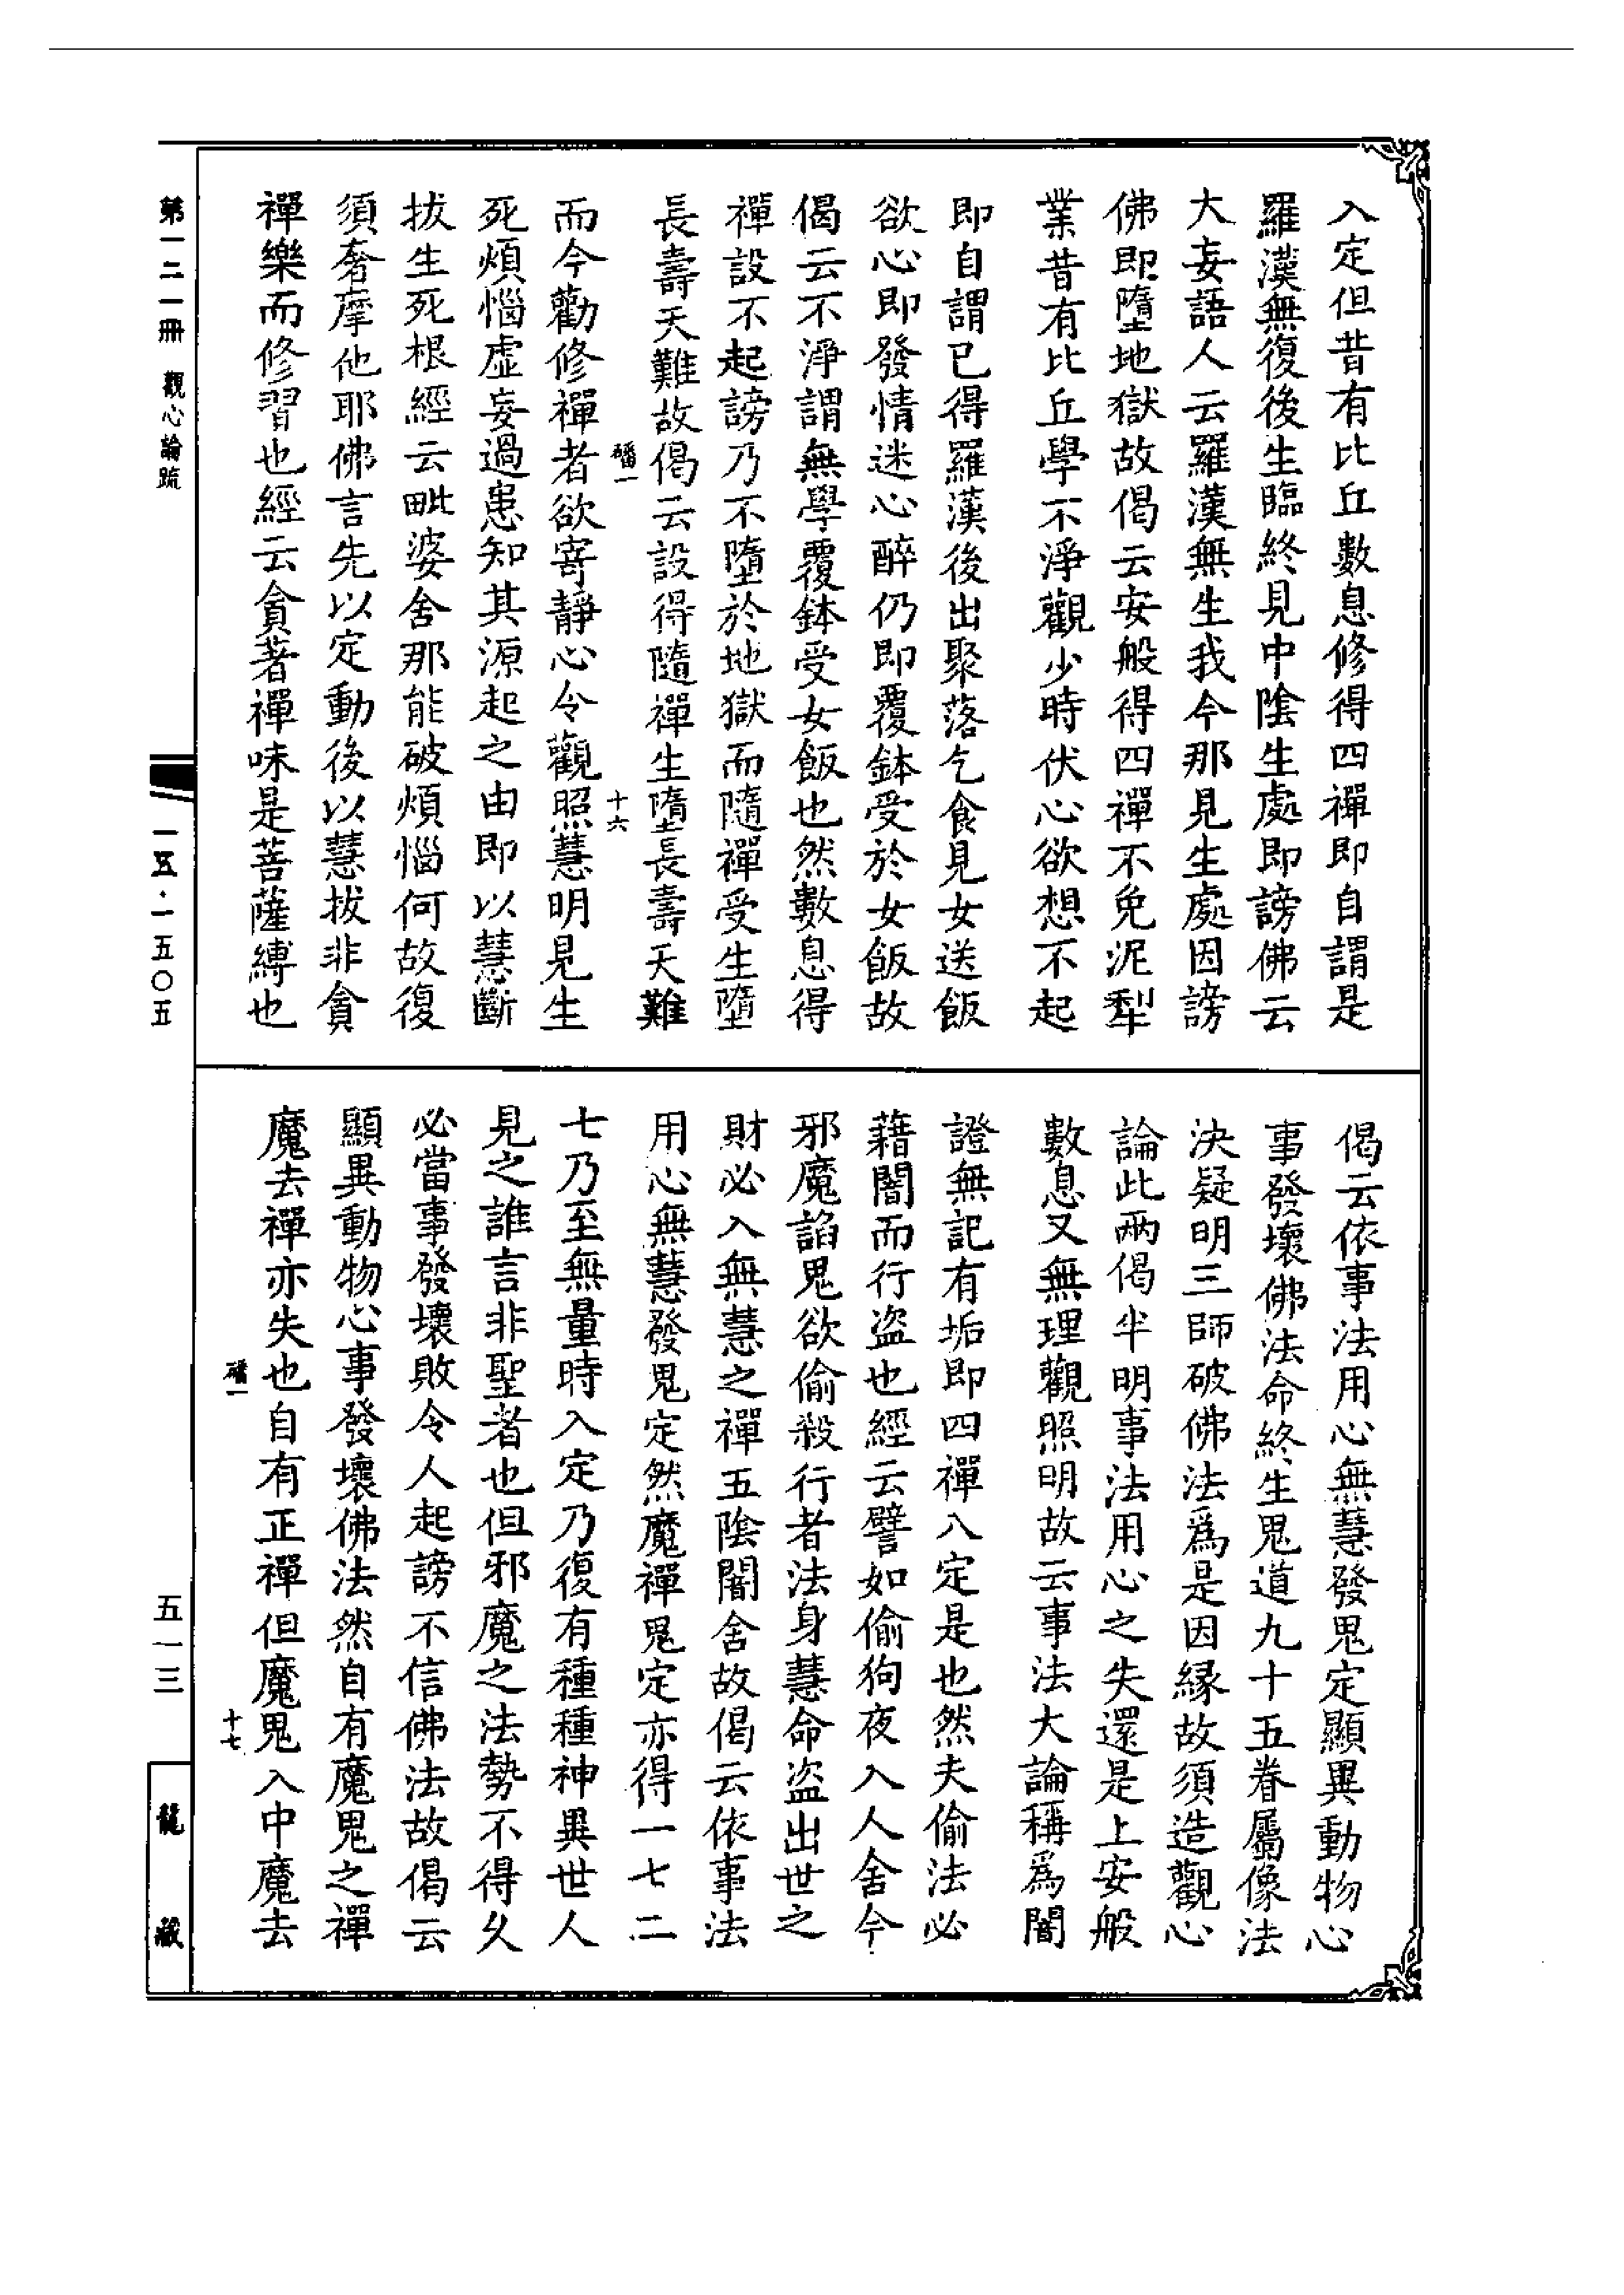 入定但昔有比丘數息修得四禪即自謂是
羅漢無復後生臨終見中陰生處即謗佛云
大妄語人云羅漢無生我今那見生處因謗
佛即墮地獄故偈云安般得四禪不免泥犁
業昔有比丘學不淨觀少時伏心欲想不起
即自謂已得羅漢後出聚落乞食見女送飯
欲心即發情迷心醉仍即覆鉢受於女飯故
偈云不淨謂無學覆鉢受女飯也然數息得
禪設不起謗乃不墮於地獄而隨禪受生墮
長壽天難故偈云設得隨禪生墮長壽天難
磻一
十六
而今勸修禪者欲寄靜心令觀照慧明見生
死煩惱虛妄過患知其源起之由即以慧斷
拔生死根經云毗婆舍那能破煩惱何故復
須奢摩他耶佛言先以定動後以慧拔非貪
禪樂而修習也經云貪著禪味是菩薩縛也
偈云依事法用心無慧發鬼定顯異動物心
事發壞佛法命終生鬼道九十五眷屬像法
決疑明三師破佛法爲是因緣故須造觀心
論此兩偈半明事法用心之失還是上安般
數息又無理觀照明故云事法大論稱爲闇
證無記有垢即四禪八定是也然夫偷法必
藉闇而行盜也經云譬如偷狗夜入人舍今
邪魔諂鬼欲偷殺行者法身慧命盜出世之
財必入無慧之禪五陰闇舍故偈云依事法
用心無慧發鬼定然魔禪鬼定亦得一七二
七乃至無量時入定乃復有種種神異世人
見之誰言非聖者也但邪魔之法勢不得久
必當事發壞敗令人起謗不信佛法故偈云
顯異動物心事發壞佛法然自有魔鬼之禪
魔去禪亦失也自有正禪但魔鬼入中魔去
磻一
十七
第一二一冊 觀心論疏
一五·一五〇五
五一三
龍藏